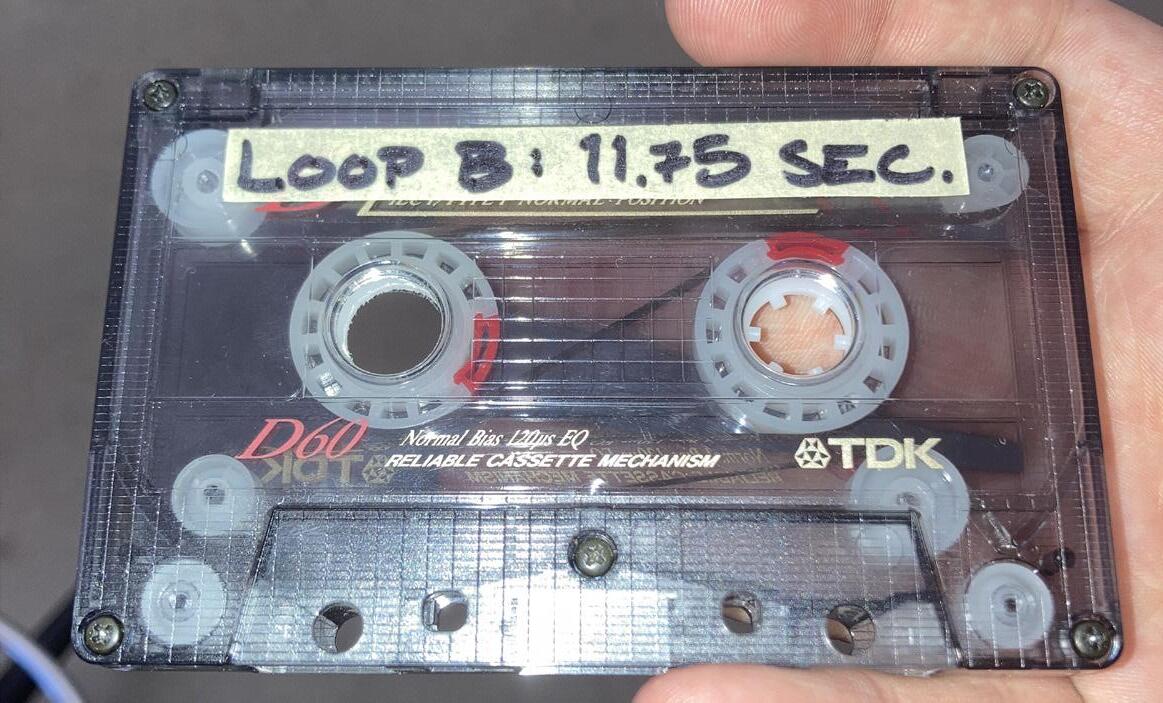 LOOP B: 11.75 SEC.
D60
Normal Bias 120μs EQ
RELIABLE CASSETTE MECHANISM
TDK